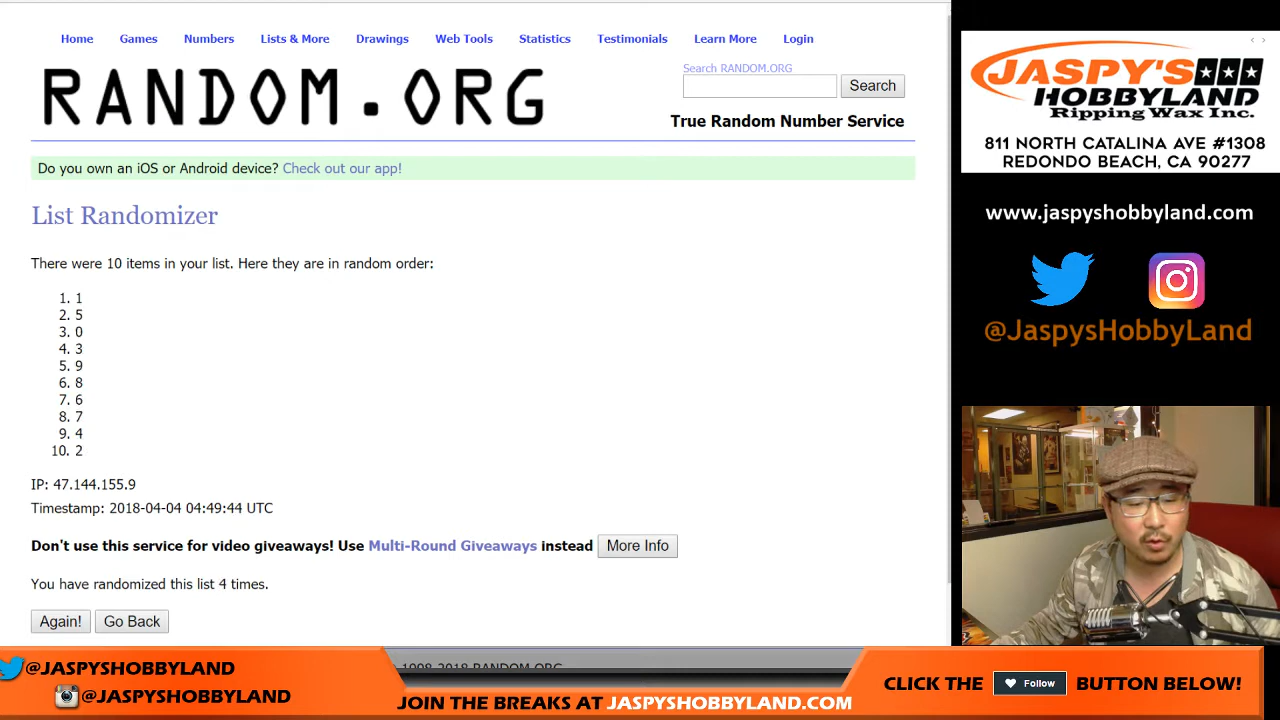 Home Games Numbers Lists & More Drawings Web Tools Statistics Testimonials Learn More Login
RANDOM.ORG
Search RANDOM.ORG
Search
True Random Number Service
Do you own an iOS or Android device? Check out our app!
List Randomizer
There were 10 items in your list. Here they are in random order:
1. 1
2. 5
3. 0
4. 3
5. 9
6. 8
7. 6
8. 7
9. 4
10. 2
IP: 47.144.155.9
Timestamp: 2018-04-04 04:49:44 UTC
Don't use this service for video giveaways! Use Multi-Round Giveaways instead More Info
You have randomized this list 4 times.
Again! Go Back
1998-2018 RANDOM.ORG
JASPY'S
HOBBYLAND
Ripping Wax Inc.
811 NORTH CATALINA AVE #1308
REDONDO BEACH, CA 90277
www.jaspyshobbyland.com
@JaspysHobbyLand
@JASPYSHOBBYLAND
@JASPYSHOBBYLAND
JOIN THE BREAKS AT JASPYSHOBBYLAND.COM
CLICK THE Follow BUTTON BELOW!